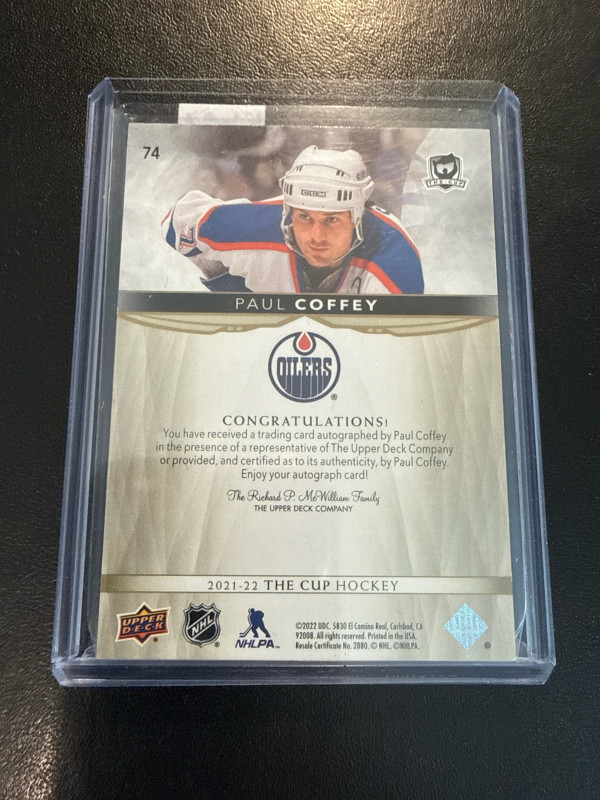 74
THE CUP
CCM
PAUL COFFEY
OILERS
®
CONGRATULATIONS!
You have received a trading card autographed by Paul Coffey
in the presence of a representative of The Upper Deck Company
or provided, and certified as to its authenticity, by Paul Coffey.
Enjoy your autograph card!
The Richard P. McWilliam Family
THE UPPER DECK COMPANY
2021-22 THE CUP HOCKEY
UPPER DECK
NHL
NHLPA
©2022 UDC. 5830 El Camino Real, Carlsbad, CA
92008. All rights reserved. Printed in the USA.
Resale Certificate No. 2880. © NHL. ©NHLPA.